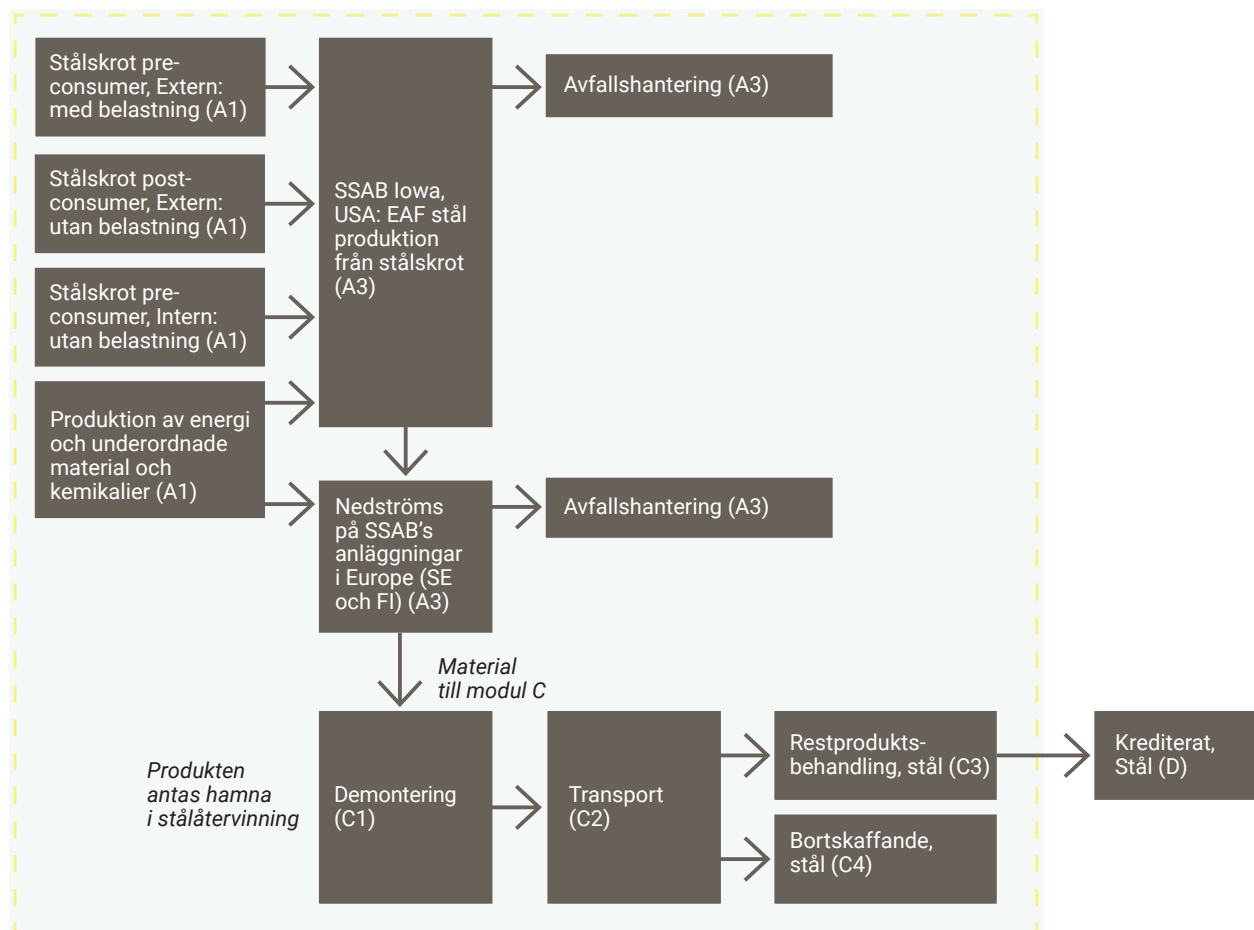 Stålskrot pre-
consumer, Extern:
med belastning (A1)
Avfallshantering (A3)
Stålskrot post-
consumer, Extern:
utan belastning (A1)
SSAB Iowa,
USA: EAF stål
produktion
från stålskrot
(A3)
Stålskrot pre-
consumer, Intern:
utan belastning (A1)
Produktion av energi
och underordnade
material och
kemikalier (A1)
Nedströms
på SSAB’s
anläggningar
i Europe (SE
och FI) (A3)
Avfallshantering (A3)
Material
till modul C
Produkten
antas hamna
i stålåtervinning
Demontering
(C1)
Transport
(C2)
Restprodukts-
behandling, stål (C3)
Bortskaffande,
stål (C4)
Krediterat,
Stål (D)